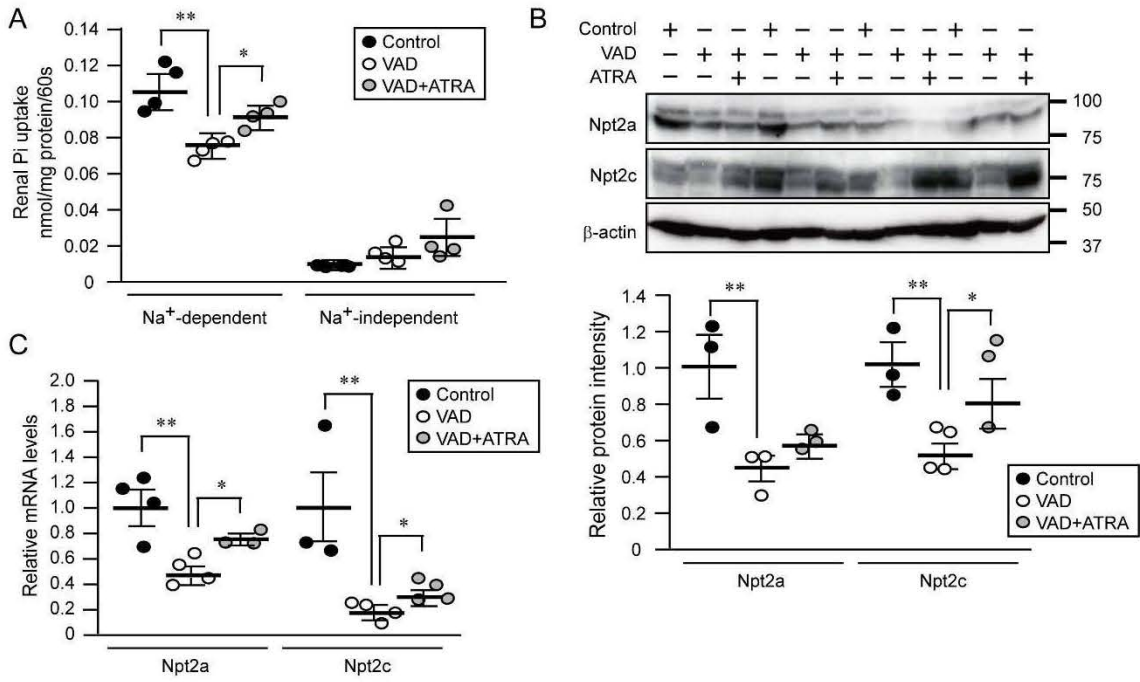 A
Renal Pi uptake
nmol/mg protein/60s
0.14
0.12
0.10
0.08
0.06
0.04
0.02
0
** *
Control
VAD
VAD+ATRA
Na⁺-dependent Na⁺-independent
B
Control + − − + − − + − − + − −
VAD − + + − + + − + + − + +
ATRA − − + − − + − − + − − +
Npt2a
100
75
Npt2c
75
β-actin
50
37
Relative protein intensity
1.4
1.2
1.0
0.8
0.6
0.4
0.2
0
** ** *
Control
VAD
VAD+ATRA
Npt2a Npt2c
C
Relative mRNA levels
2.0
1.8
1.6
1.4
1.2
1.0
0.8
0.6
0.4
0.2
0
** * ** *
Control
VAD
VAD+ATRA
Npt2a Npt2c